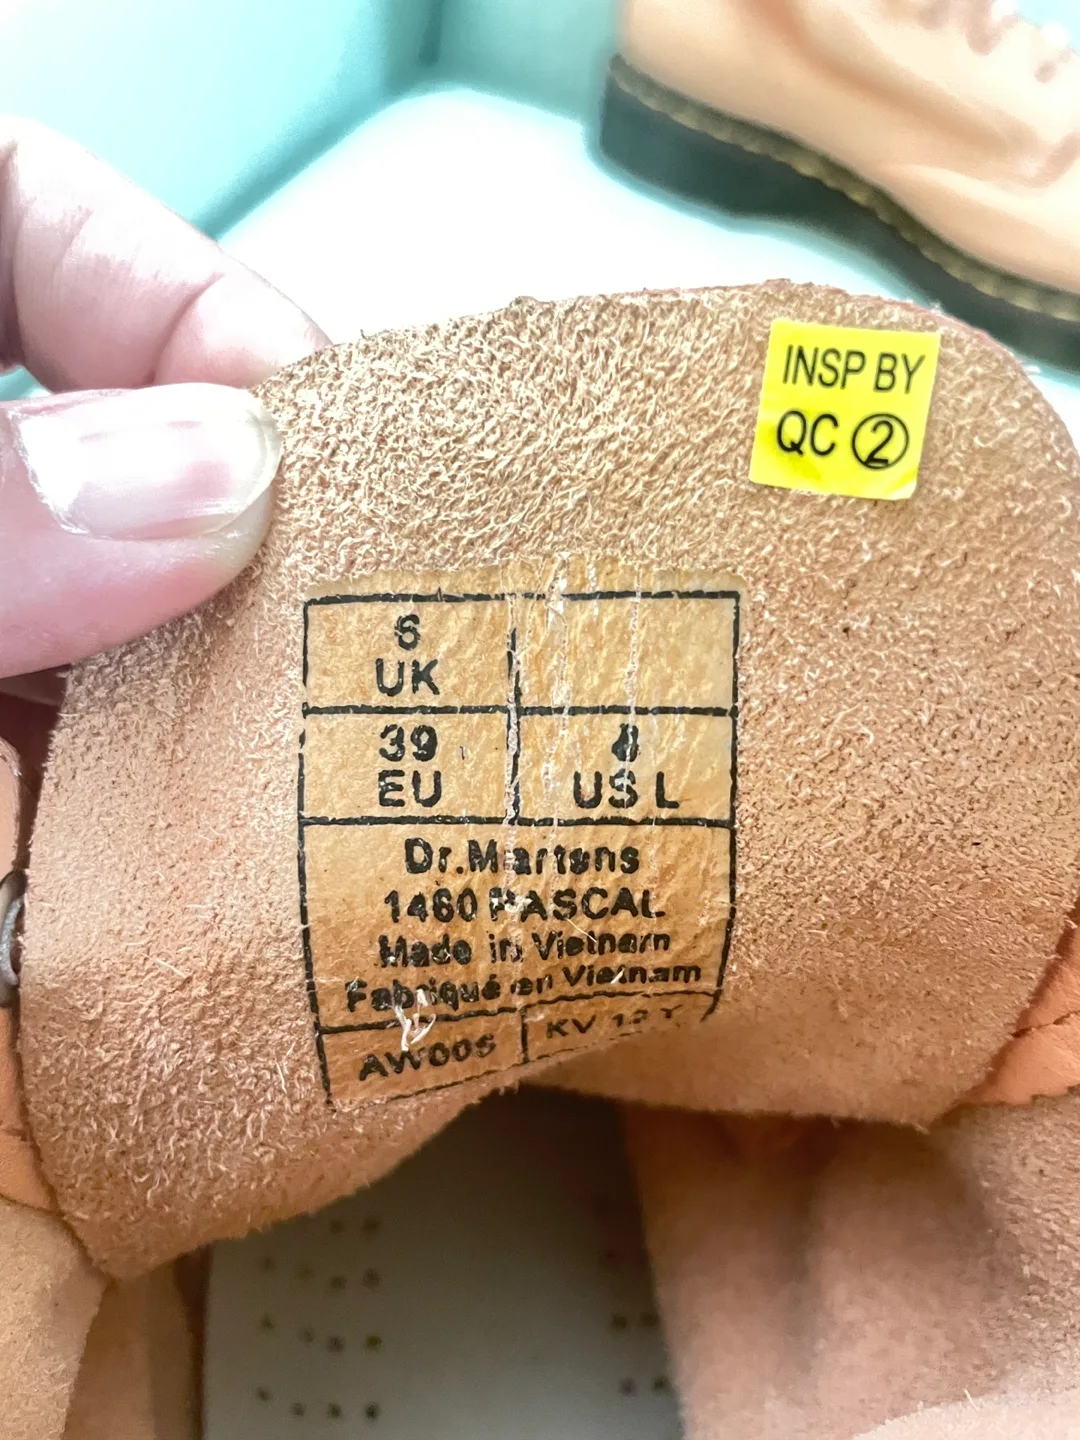 INSP BY
QC ②
6
UK
39
EU
8
US L
Dr.Martens
1460 PASCAL
Made in Vietnam
Fabriqué en Vietnam
AW006
KV